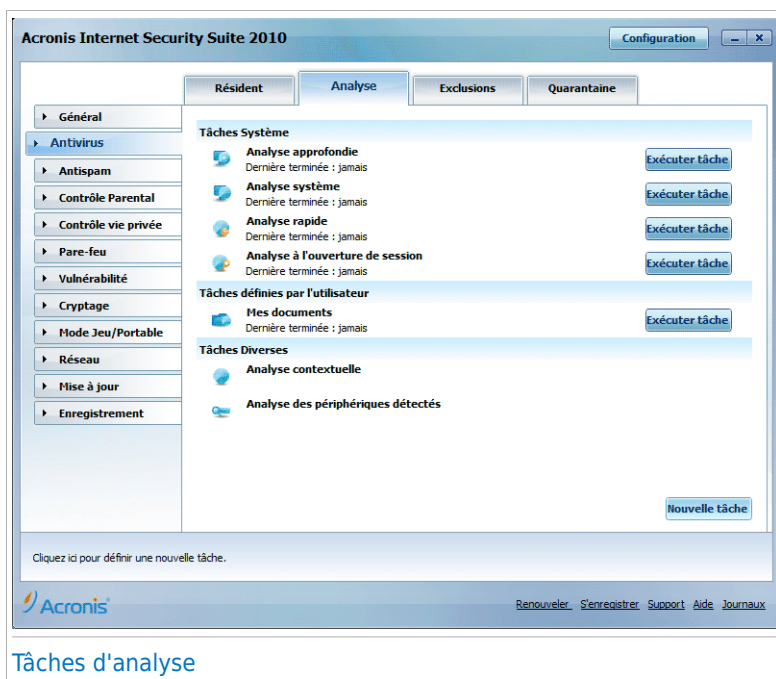 Acronis Internet Security Suite 2010
Configuration
Résident
Analyse
Exclusions
Quarantaine
Général
Antivirus
Antispam
Contrôle Parental
Contrôle vie privée
Pare-feu
Vulnérabilité
Cryptage
Mode Jeu/Portable
Réseau
Mise à jour
Enregistrement
Tâches Système
Analyse approfondie
Dernière terminée : jamais
Exécuter tâche
Analyse système
Dernière terminée : jamais
Exécuter tâche
Analyse rapide
Dernière terminée : jamais
Exécuter tâche
Analyse à l'ouverture de session
Dernière terminée : jamais
Exécuter tâche
Tâches définies par l'utilisateur
Mes documents
Dernière terminée : jamais
Exécuter tâche
Tâches Diverses
Analyse contextuelle
Analyse des périphériques détectés
Nouvelle tâche
Cliquez ici pour définir une nouvelle tâche.
Acronis
Renouveler S'enregistrer Support Aide Journaux
Tâches d'analyse